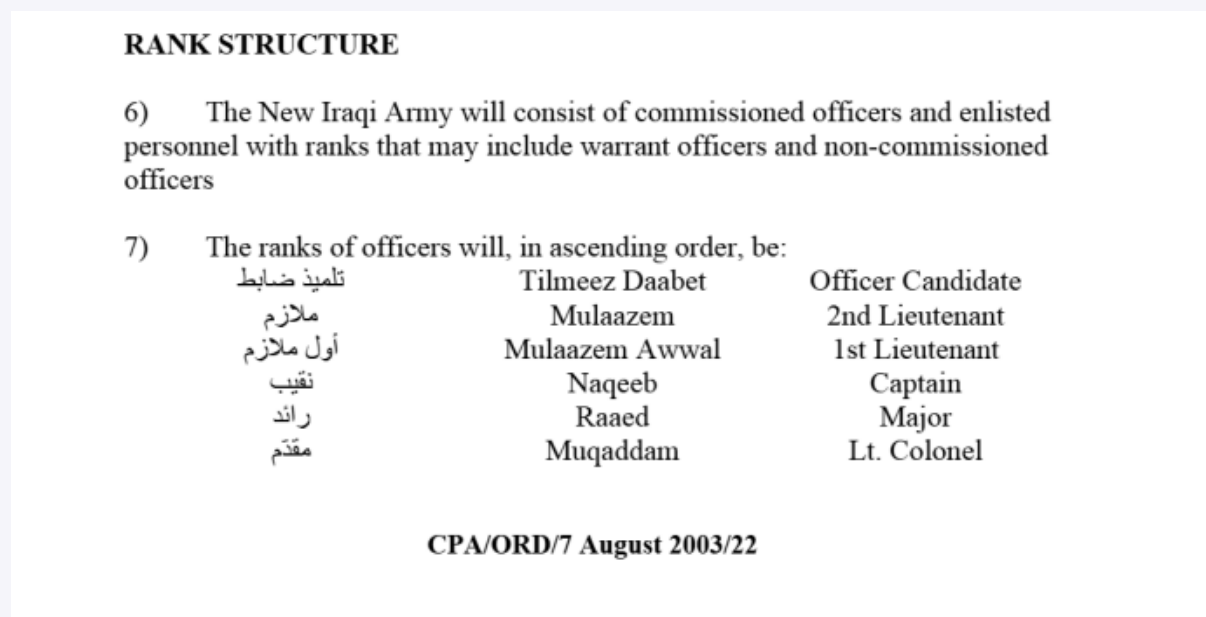 RANK STRUCTURE
6) The New Iraqi Army will consist of commissioned officers and enlisted
personnel with ranks that may include warrant officers and non-commissioned
officers
7) The ranks of officers will, in ascending order, be:
تلميذ ضابط Tilmeez Daabet Officer Candidate
ملازم Mulaazem 2nd Lieutenant
أول ملازم Mulaazem Awwal 1st Lieutenant
نقيب Naqeeb Captain
رائد Raaed Major
مقدّم Muqaddam Lt. Colonel
CPA/ORD/7 August 2003/22